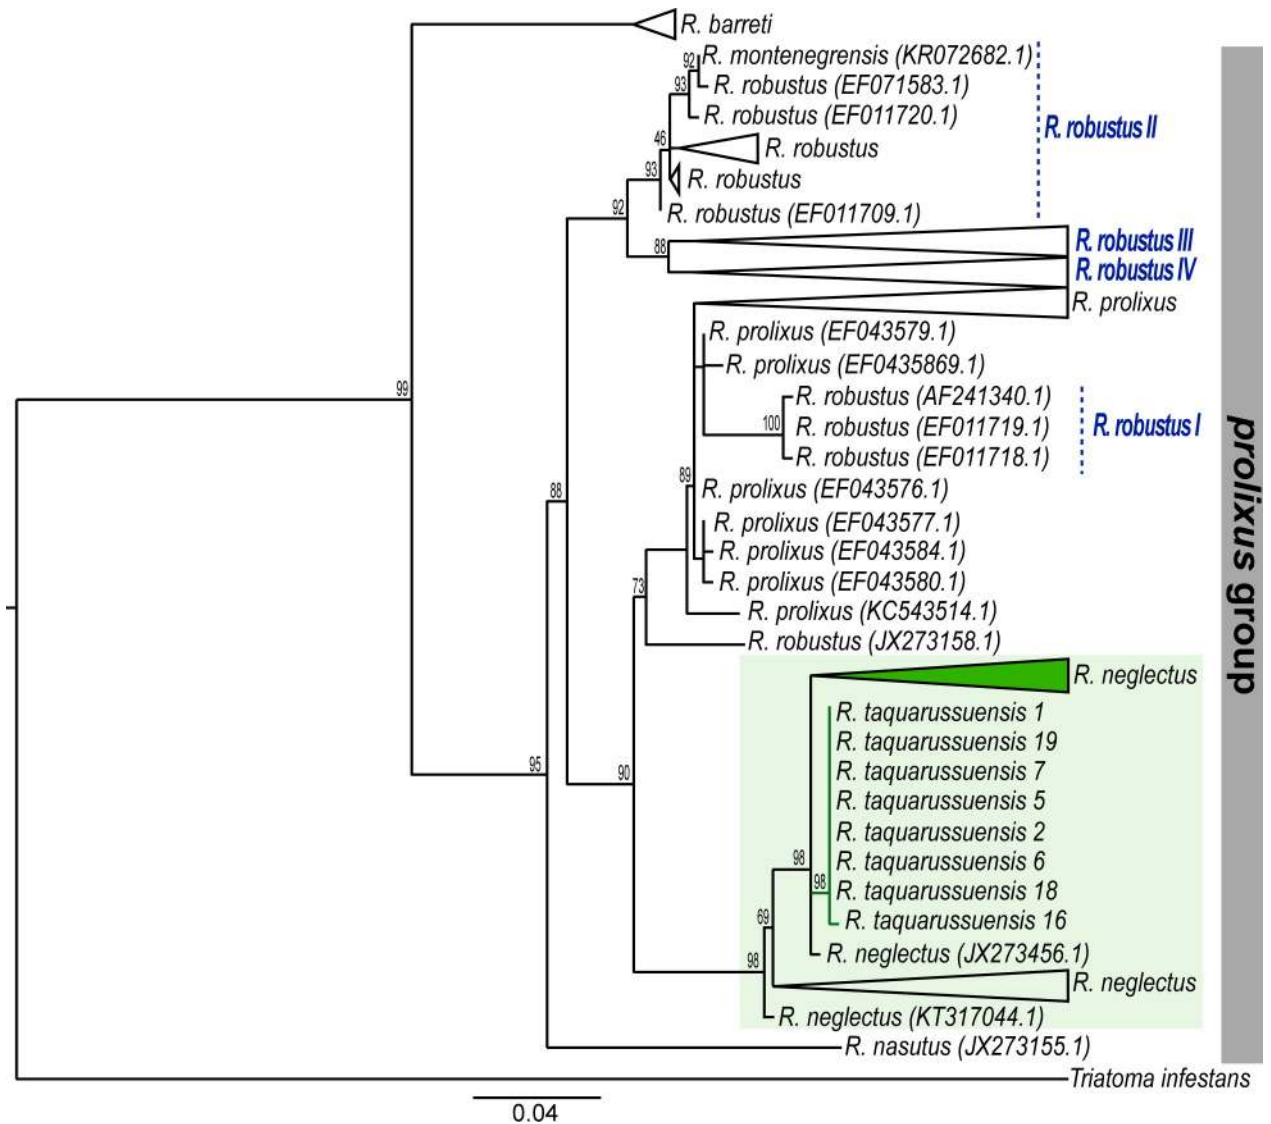 R. barreti
R. montenegrensis (KR072682.1)
92
R. robustus (EF071583.1)
93
R. robustus (EF011720.1)
R. robustus II
46
R. robustus
93
R. robustus
92
R. robustus (EF011709.1)
88
R. robustus III
R. robustus IV
R. prolixus
R. prolixus (EF043579.1)
R. prolixus (EF0435869.1)
99
R. robustus (AF241340.1)
100
R. robustus (EF011719.1)
R. robustus I
R. robustus (EF011718.1)
89
R. prolixus (EF043576.1)
88
R. prolixus (EF043577.1)
R. prolixus (EF043584.1)
73
R. prolixus (EF043580.1)
R. prolixus (KC543514.1)
R. robustus (JX273158.1)
prolixus group
R. neglectus
R. taquarussuensis 1
R. taquarussuensis 19
95
90
R. taquarussuensis 7
R. taquarussuensis 5
R. taquarussuensis 2
98
R. taquarussuensis 6
98
R. taquarussuensis 18
69
R. taquarussuensis 16
98
R. neglectus (JX273456.1)
R. neglectus
R. neglectus (KT317044.1)
R. nasutus (JX273155.1)
Triatoma infestans
0.04